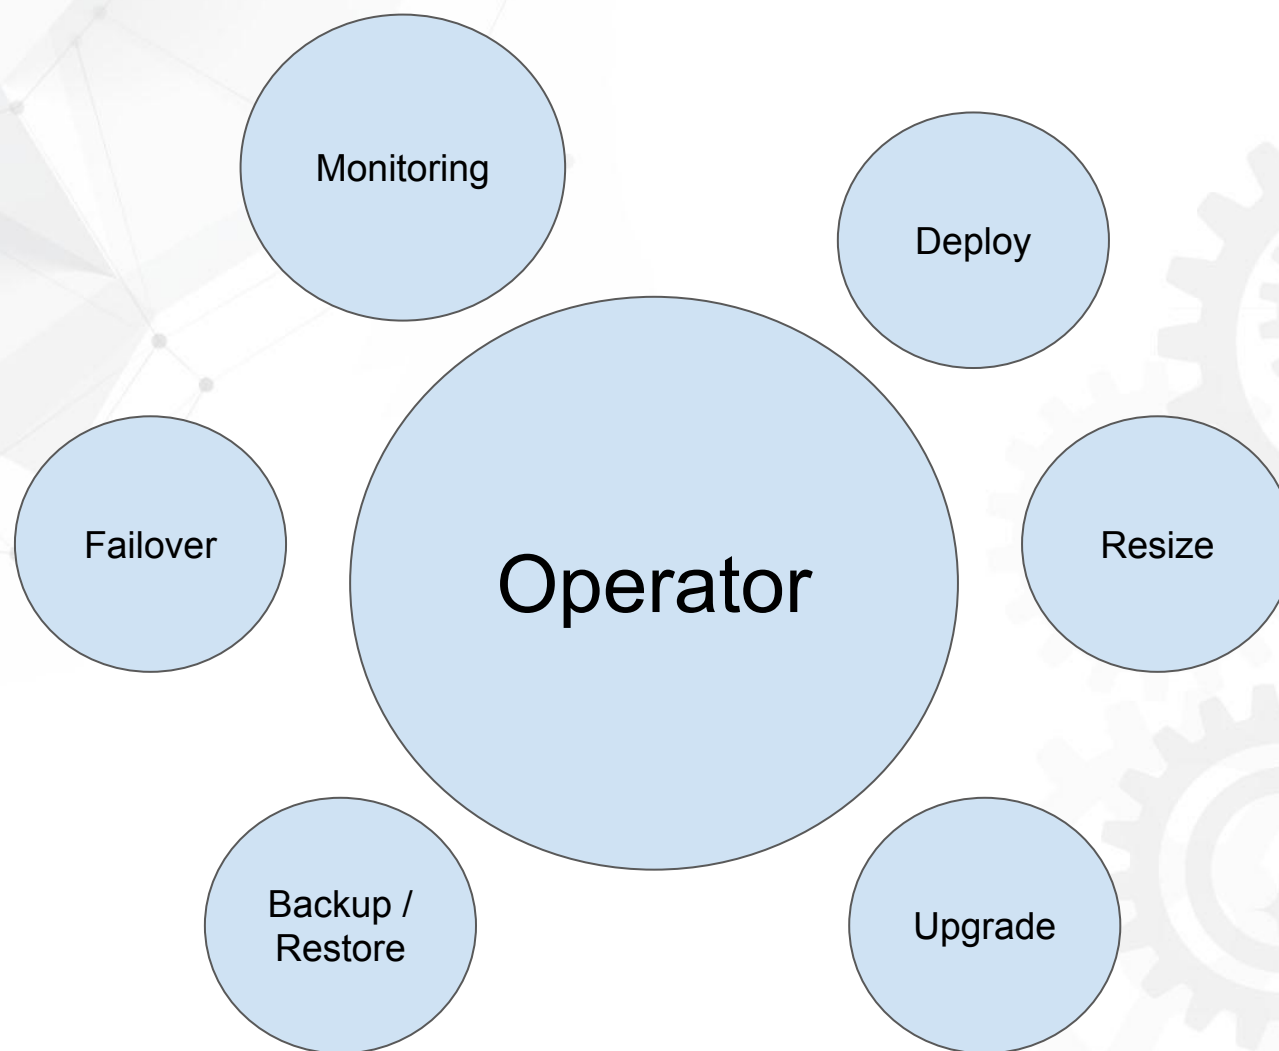 Monitoring
Deploy
Failover
Resize
Operator
Backup /
Restore
Upgrade